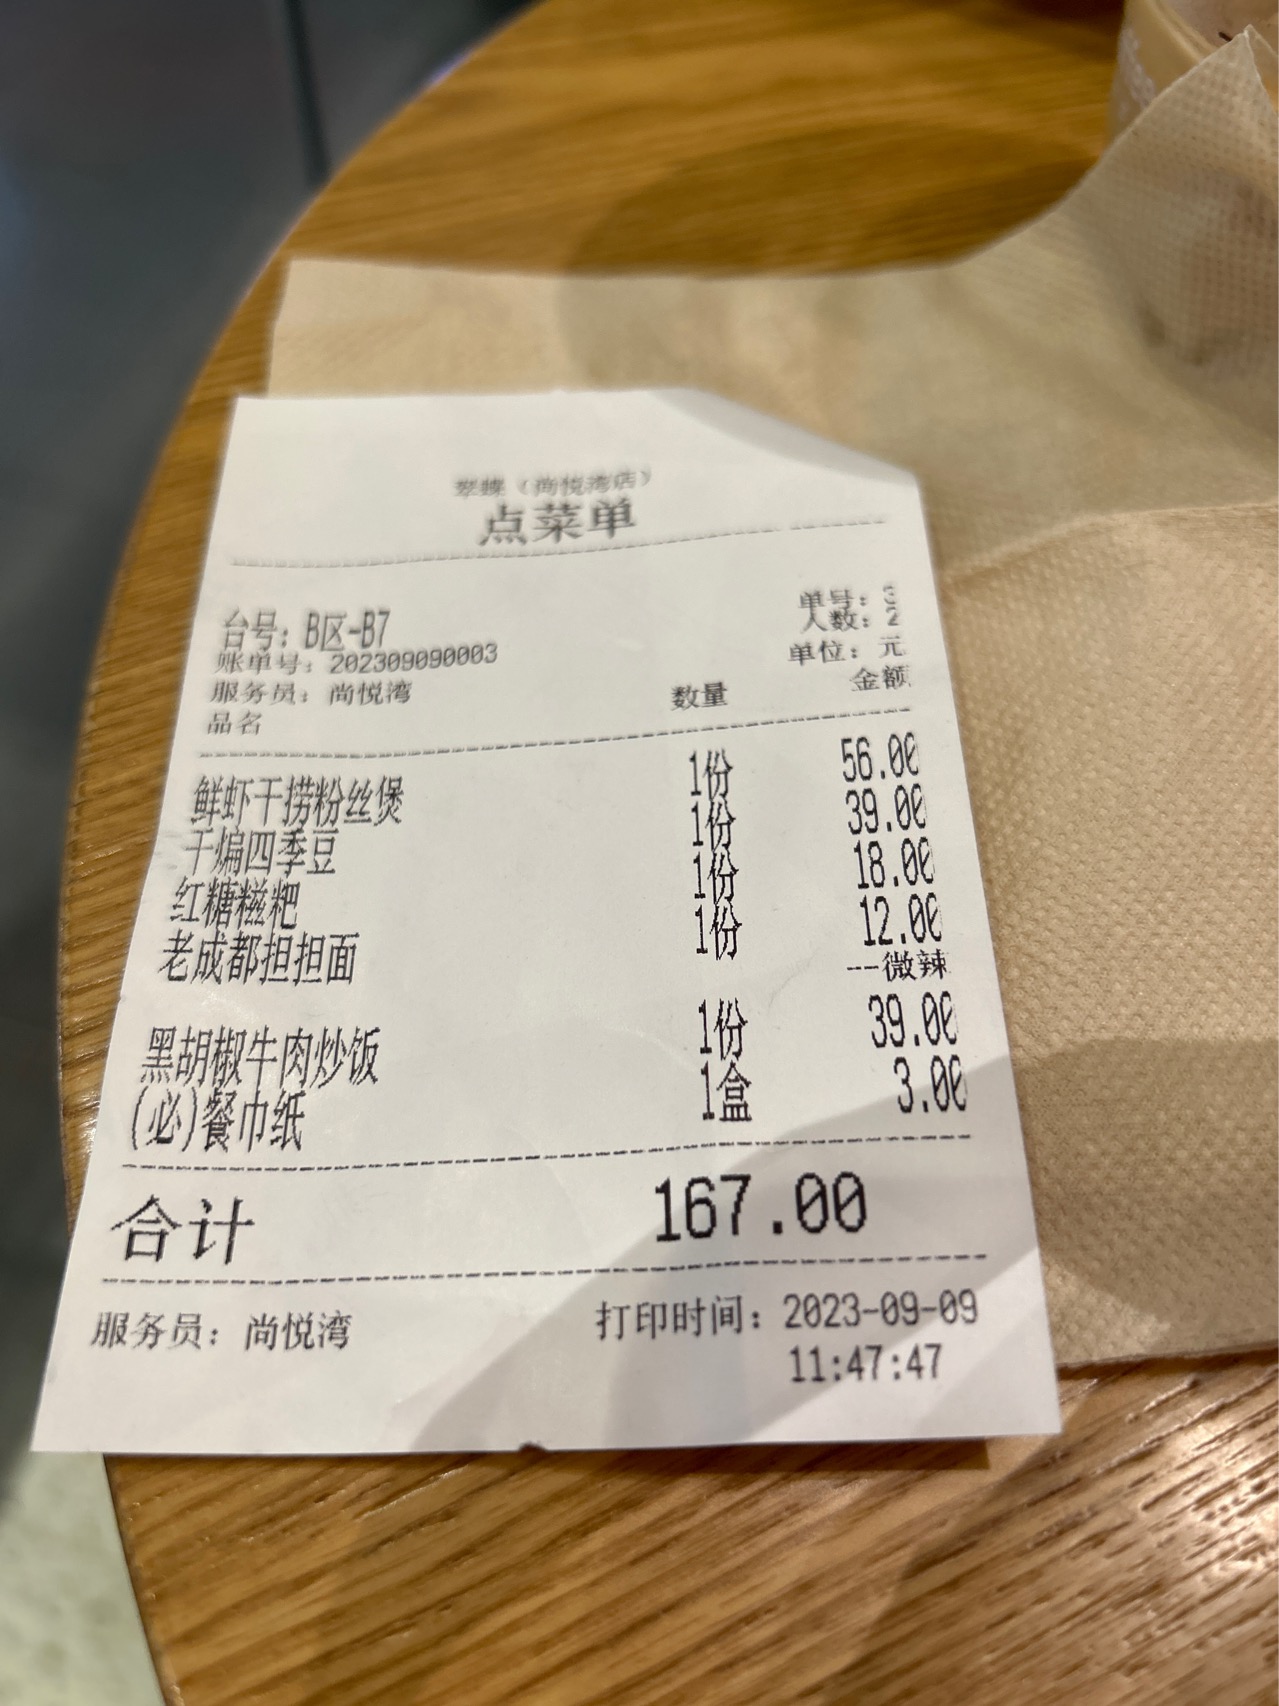 翠蝶（尚悦湾店）
点菜单
台号：B区-B7
单号：3
账单号：202309090003
人数：2
服务员：尚悦湾
单位：元
品名 数量 金额
鲜虾干捞粉丝煲 1份 56.00
干煸四季豆 1份 39.00
红糖糍粑 1份 18.00
老成都担担面 1份 12.00
--微辣
黑胡椒牛肉炒饭 1份 39.00
(必)餐巾纸 1盒 3.00
合计 167.00
服务员：尚悦湾 打印时间：2023-09-09
11:47:47